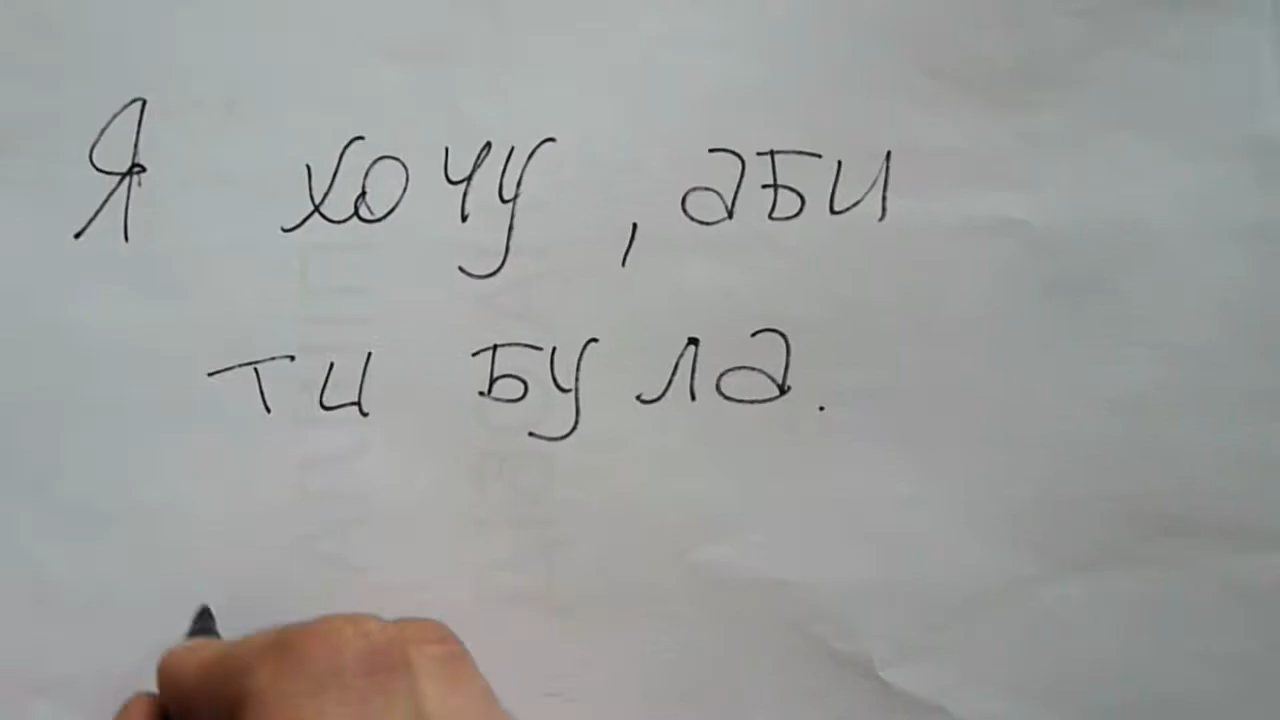 Я хочу, аби
ти була.